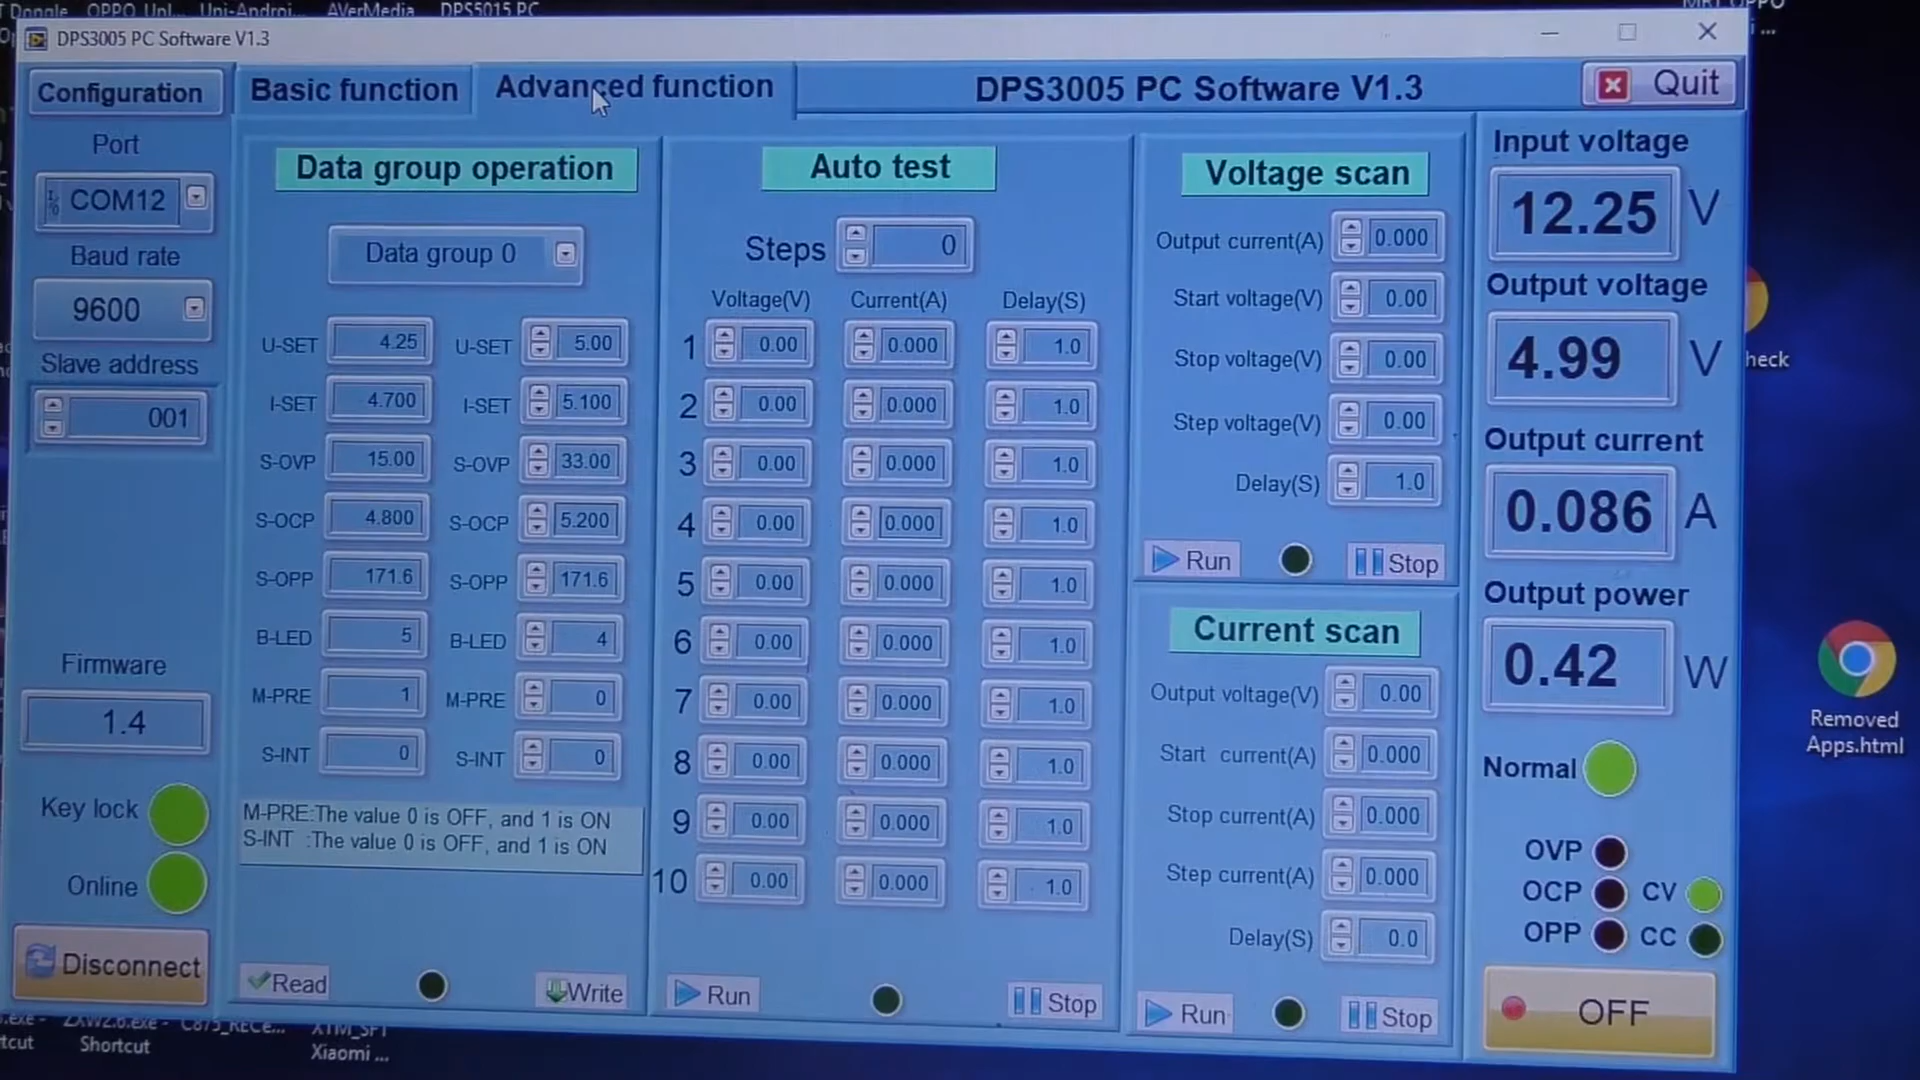 Dongle OPPO Unl... Uni-Androi... AVerMedia DPS5015 PC
MRT OPPO
DPS3005 PC Software V1.3
Configuration
Basic function
Advanced function
DPS3005 PC Software V1.3
Quit
Port
COM12
Baud rate
9600
Slave address
001
Firmware
1.4
Key lock
Online
Disconnect
Data group operation
Data group 0
U-SET 4.25 U-SET 5.00
I-SET 4.700 I-SET 5.100
S-OVP 15.00 S-OVP 33.00
S-OCP 4.800 S-OCP 5.200
S-OPP 171.6 S-OPP 171.6
B-LED 5 B-LED 4
M-PRE 1 M-PRE 0
S-INT 0 S-INT 0
M-PRE:The value 0 is OFF, and 1 is ON
S-INT :The value 0 is OFF, and 1 is ON
Read
Write
Auto test
Steps 0
Voltage(V) Current(A) Delay(S)
1 0.00 0.000 1.0
2 0.00 0.000 1.0
3 0.00 0.000 1.0
4 0.00 0.000 1.0
5 0.00 0.000 1.0
6 0.00 0.000 1.0
7 0.00 0.000 1.0
8 0.00 0.000 1.0
9 0.00 0.000 1.0
10 0.00 0.000 1.0
Run
Stop
Voltage scan
Output current(A) 0.000
Start voltage(V) 0.00
Stop voltage(V) 0.00
Step voltage(V) 0.00
Delay(S) 1.0
Run
Stop
Current scan
Output voltage(V) 0.00
Start current(A) 0.000
Stop current(A) 0.000
Step current(A) 0.000
Delay(S) 0.0
Run
Stop
Input voltage
12.25 V
Output voltage
4.99 V
Output current
0.086 A
Output power
0.42 W
Normal
OVP
OCP CV
OPP CC
OFF
heck
Removed
Apps.html
Shortcut
Xiaomi ...